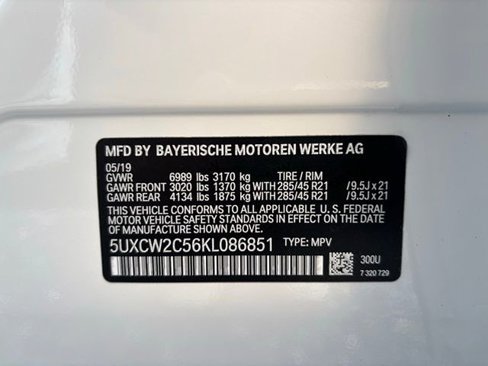 MFD BY BAYERISCHE MOTOREN WERKE AG
05/19
GVWR 6989 lbs 3170 kg TIRE / RIM
GAWR FRONT 3020 lbs 1370 kg WITH 285/45 R21 /9.5J x 21
GAWR REAR 4134 lbs 1875 kg WITH 285/45 R21 /9.5J x 21
THIS VEHICLE CONFORMS TO ALL APPLICABLE U. S. FEDERAL
MOTOR VEHICLE SAFETY STANDARDS IN EFFECT ON THE DATE
OF MANUFACTURE SHOWN ABOVE.
5UXCW2C56KL086851 TYPE: MPV
300U
7 320 729